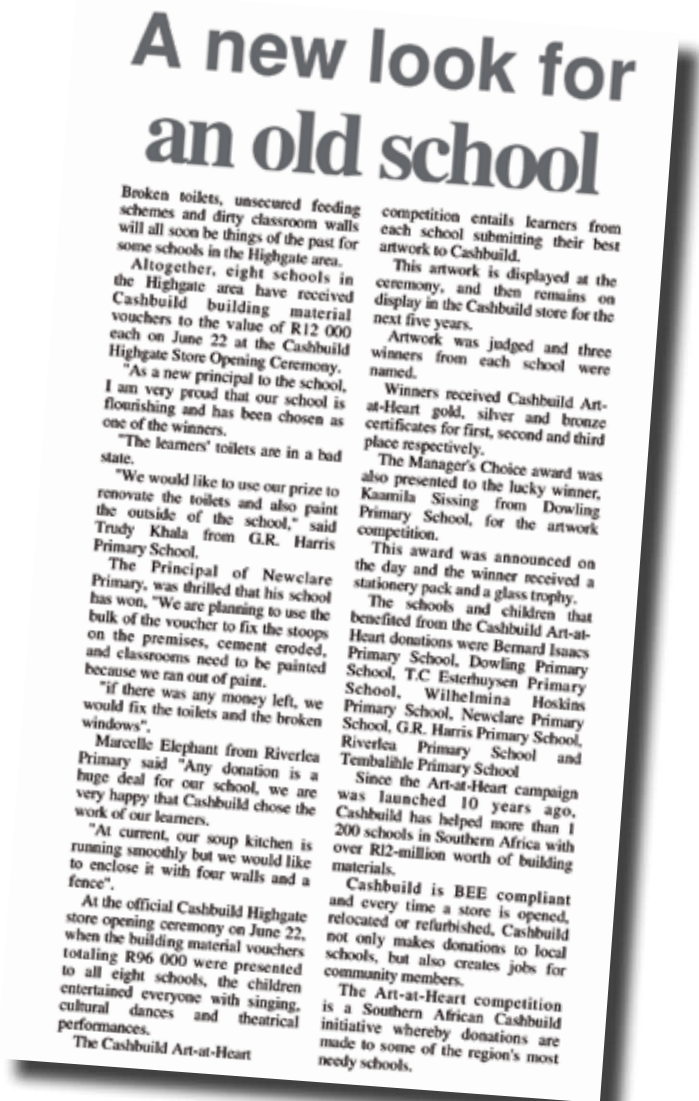 A new look for
an old school
Broken toilets, unsecured feeding
schemes and dirty classroom walls
will all soon be things of the past for
some schools in the Highgate area.
Altogether, eight schools in
the Highgate area have received
Cashbuild building material
vouchers to the value of R12 000
each on June 22 at the Cashbuild
Highgate Store Opening Ceremony.
"As a new principal to the school,
I am very proud that our school is
flourishing and has been chosen as
one of the winners.
"The learners' toilets are in a bad
state.
"We would like to use our prize to
renovate the toilets and also paint
the outside of the school," said
Trudy Khala from G.R. Harris
Primary School.
The Principal of Newclare
Primary, was thrilled that his school
has won, "We are planning to use the
bulk of the voucher to fix the stoops
on the premises, cement eroded,
and classrooms need to be painted
because we ran out of paint.
"if there was any money left, we
would fix the toilets and the broken
windows".
Marcelle Elephant from Riverlea
Primary said "Any donation is a
huge deal for our school, we are
very happy that Cashbuild chose the
work of our learners.
"At current, our soup kitchen is
running smoothly but we would like
to enclose it with four walls and a
fence".
At the official Cashbuild Highgate
store opening ceremony on June 22,
when the building material vouchers
totaling R96 000 were presented
to all eight schools, the children
entertained everyone with singing,
cultural dances and theatrical
performances.
The Cashbuild Art-at-Heart
competition entails learners from
each school submitting their best
artwork to Cashbuild.
This artwork is displayed at the
ceremony, and then remains on
display in the Cashbuild store for the
next five years.
Artwork was judged and three
winners from each school were
named.
Winners received Cashbuild Art-
at-Heart gold, silver and bronze
certificates for first, second and third
place respectively.
The Manager's Choice award was
also presented to the lucky winner,
Kaamila Sissing from Dowling
Primary School, for the artwork
competition.
This award was announced on
the day and the winner received a
stationery pack and a glass trophy.
The schools and children that
benefited from the Cashbuild Art-at-
Heart donations were Bernard Isaacs
Primary School, Dowling Primary
School, T.C Esterhuysen Primary
School, Wilhelmina Hoskins
Primary School, Newclare Primary
School, G.R. Harris Primary School,
Riverlea Primary School and
Tembalihle Primary School
Since the Art-at-Heart campaign
was launched 10 years ago,
Cashbuild has helped more than 1
200 schools in Southern Africa with
over R12-million worth of building
materials.
Cashbuild is BEE compliant
and every time a store is opened,
relocated or refurbished, Cashbuild
not only makes donations to local
schools, but also creates jobs for
community members.
The Art-at-Heart competition
is a Southern African Cashbuild
initiative whereby donations are
made to some of the region's most
needy schools.